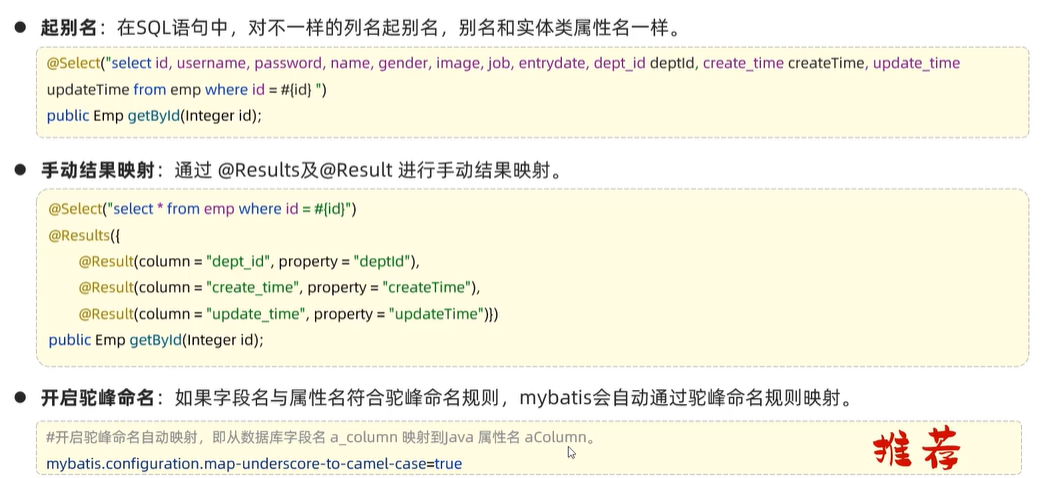 ● 起别名：在SQL语句中，对不一样的列名起别名，别名和实体类属性名一样。
@Select("select id, username, password, name, gender, image, job, entrydate, dept_id deptId, create_time createTime, update_time
updateTime from emp where id = #{id} ")
public Emp getById(Integer id);
● 手动结果映射：通过 @Results及@Result 进行手动结果映射。
@Select("select * from emp where id = #{id}")
@Results({
@Result(column = "dept_id", property = "deptId"),
@Result(column = "create_time", property = "createTime"),
@Result(column = "update_time", property = "updateTime")})
public Emp getById(Integer id);
● 开启驼峰命名：如果字段名与属性名符合驼峰命名规则，mybatis会自动通过驼峰命名规则映射。
#开启驼峰命名自动映射，即从数据库字段名 a_column 映射到Java 属性名 aColumn。
mybatis.configuration.map-underscore-to-camel-case=true
推荐